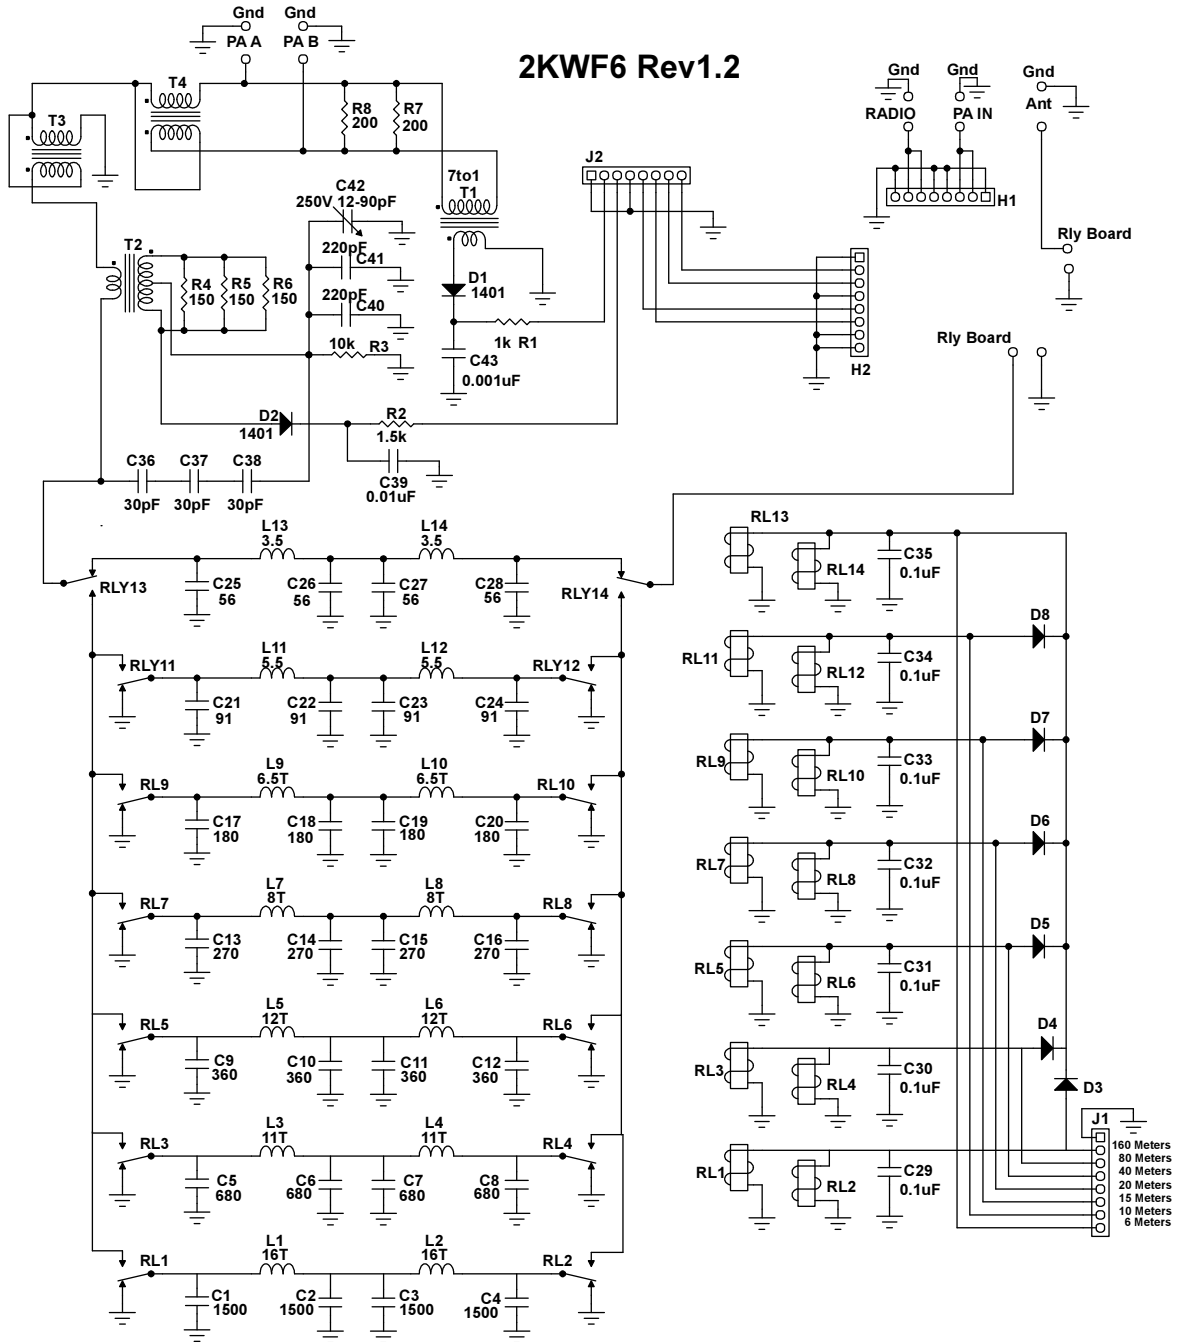 2KWF6 Rev1.2
Gnd
Gnd
PA A
PA B
T4
T3
R8
200
R7
200
7to1
T1
J2
Gnd
Gnd
RADIO
PA IN
H1
Gnd
Ant
Rly Board
Rly Board
H2
C42
250V 12-90pF
220pF
C41
220pF
C40
T2
R4
150
R5
150
R6
150
10k
R3
D1
1401
1k R1
C43
0.001uF
D2
1401
R2
1.5k
C39
0.01uF
C36
30pF
C37
30pF
C38
30pF
L13
3.5
L14
3.5
RLY13
RLY14
C25
56
C26
56
C27
56
C28
56
L11
5.5
L12
5.5
RLY11
RLY12
C21
91
C22
91
C23
91
C24
91
L9
6.5T
L10
6.5T
RL9
RL10
C17
180
C18
180
C19
180
C20
180
L7
8T
L8
8T
RL7
RL8
C13
270
C14
270
C15
270
C16
270
L5
12T
L6
12T
RL5
RL6
C9
360
C10
360
C11
360
C12
360
L3
11T
L4
11T
RL3
RL4
C5
680
C6
680
C7
680
C8
680
L1
16T
L2
16T
RL1
RL2
C1
1500
C2
1500
C3
1500
C4
1500
RL13
RL14
C35
0.1uF
D8
RL11
RL12
C34
0.1uF
D7
RL9
RL10
C33
0.1uF
D6
RL7
RL8
C32
0.1uF
D5
RL5
RL6
C31
0.1uF
D4
RL3
RL4
C30
0.1uF
D3
RL1
RL2
C29
0.1uF
J1
160 Meters
80 Meters
40 Meters
20 Meters
15 Meters
10 Meters
6 Meters